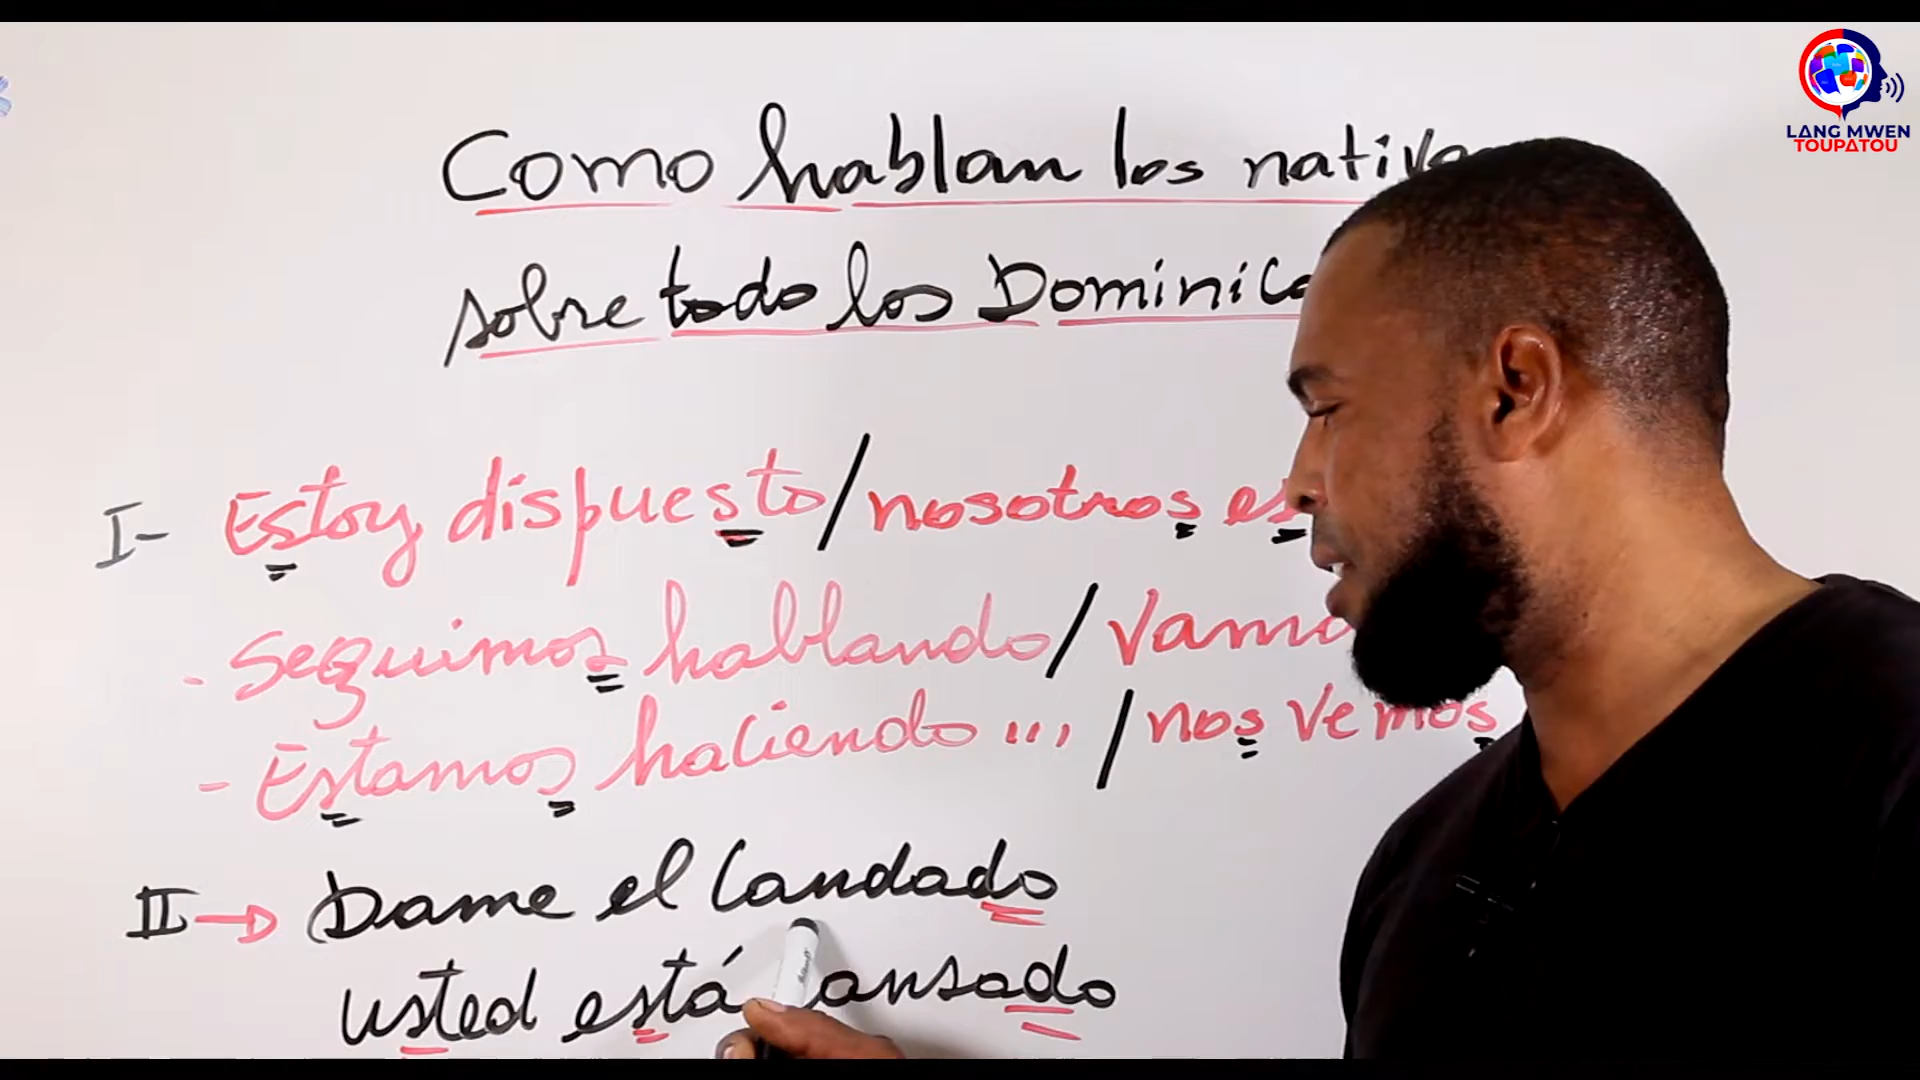 LANG MWEN
TOUPATOU
Como hablan los nativo
sobre todo los Dominica
I- Estoy dispuesto/nosotros es
- Seguimos hablando/vamo
- Estamos haciendo.../nos vemos
II→ Dame el candado
usted está cansado